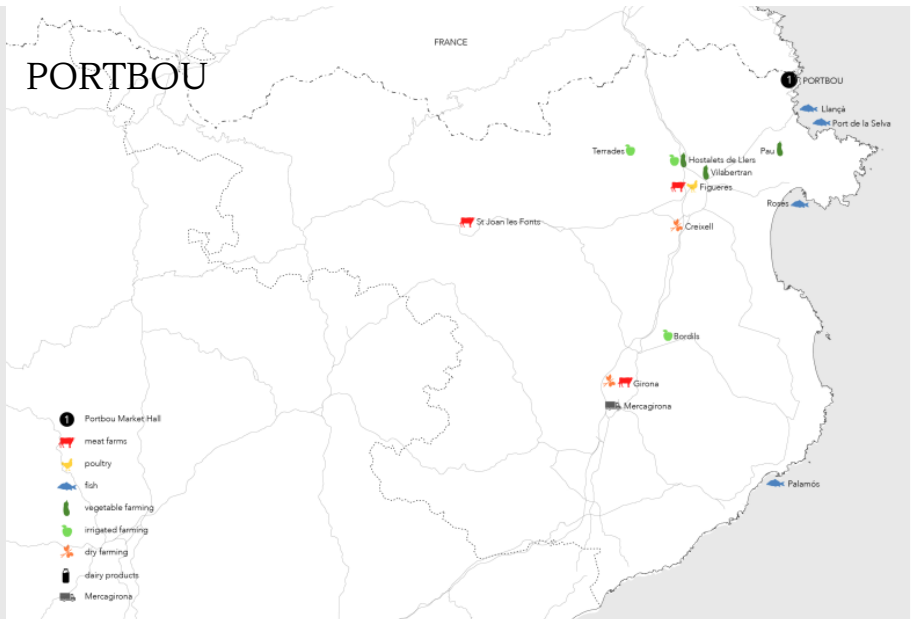 FRANCE
PORTBOU
1 PORTBOU
Llançà
Port de la Selva
Terrades
Pau
Hostalets de Llers
Vilabertran
Figueres
Roses
St Joan les Fonts
Creixell
Bordils
Girona
Mercagirona
Palamós
1 Portbou Market Hall
meat farms
poultry
fish
vegetable farming
irrigated farming
dry farming
dairy products
Mercagirona